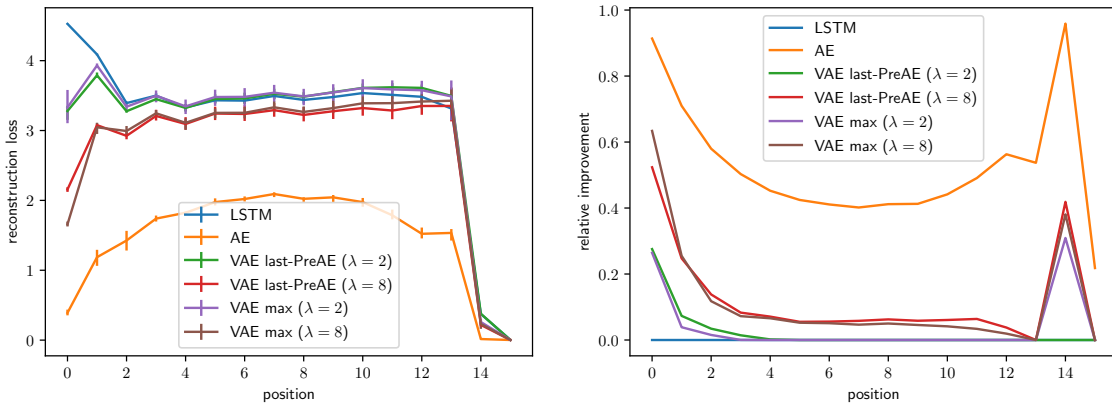 reconstruction loss
4
3
2
1
0
0 2 4 6 8 10 12 14
position
LSTM
AE
VAE last-PreAE (λ = 2)
VAE last-PreAE (λ = 8)
VAE max (λ = 2)
VAE max (λ = 8)
relative improvement
1.0
0.8
0.6
0.4
0.2
0.0
0 2 4 6 8 10 12 14
position
LSTM
AE
VAE last-PreAE (λ = 2)
VAE last-PreAE (λ = 8)
VAE max (λ = 2)
VAE max (λ = 8)